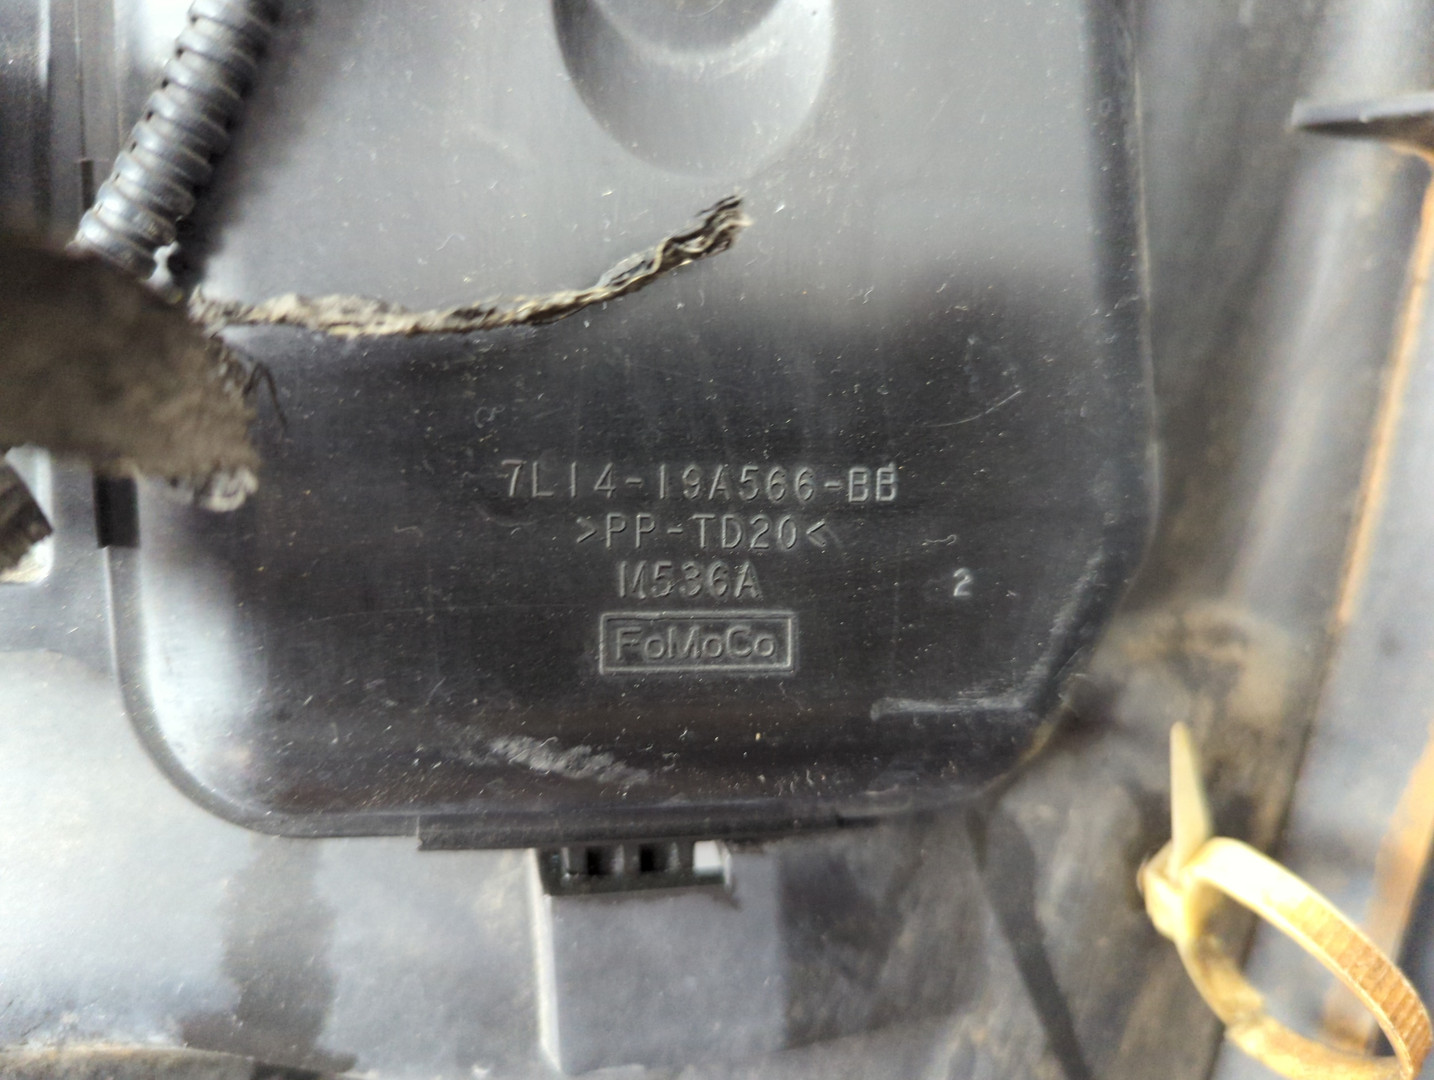 7L14-19A566-BB
>PP-TD20<
M536A
2
FoMoCo